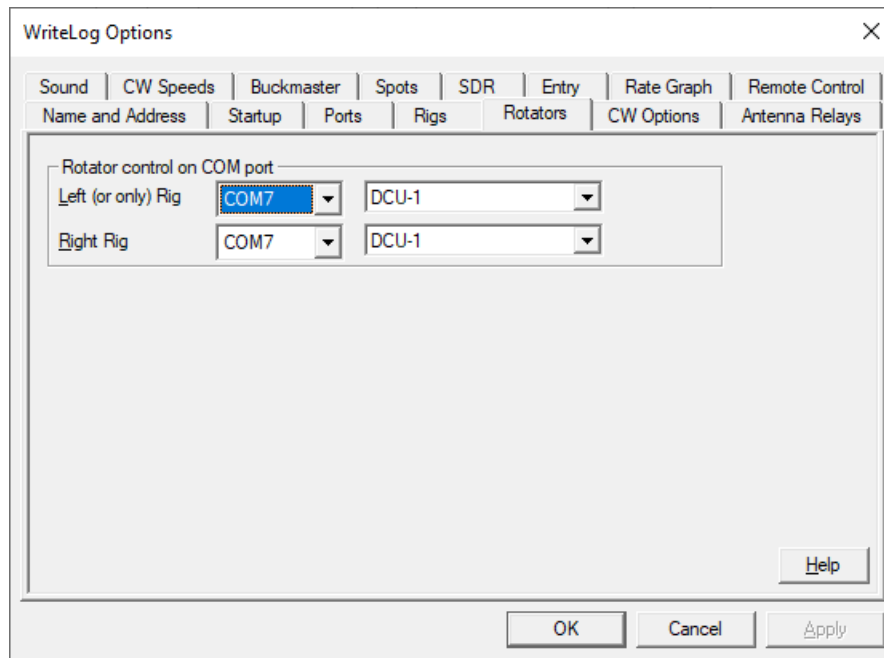 WriteLog Options
Sound CW Speeds Buckmaster Spots SDR Entry Rate Graph Remote Control
Name and Address Startup Ports Rigs Rotators CW Options Antenna Relays
Rotator control on COM port
Left (or only) Rig COM7 DCU-1
Right Rig COM7 DCU-1
Help
OK Cancel Apply